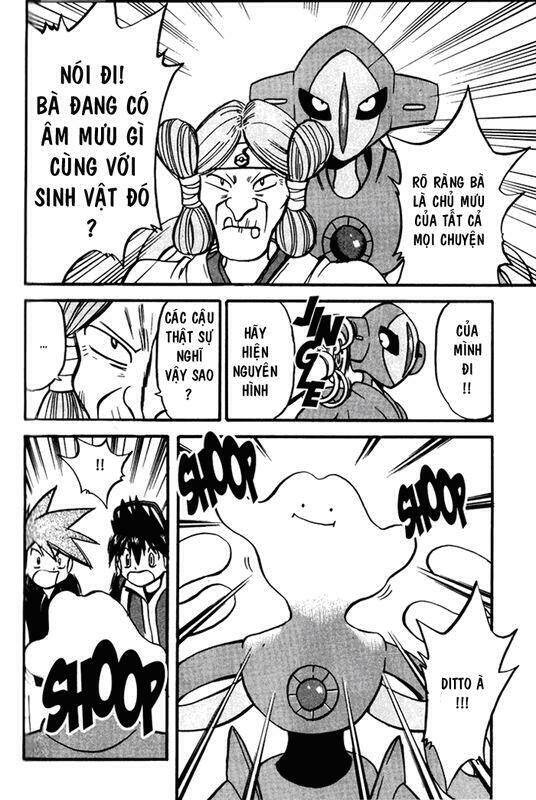 NÓI ĐI!
BÀ ĐANG CÓ
ÂM MƯU GÌ
CÙNG VỚI
SINH VẬT ĐÓ
?
RÕ RÀNG BÀ
LÀ CHỦ MƯU
CỦA TẤT CẢ
MỌI CHUYỆN
...
CÁC CẬU
THẬT SỰ
NGHĨ
VẬY SAO
?
HÃY
HIỆN
NGUYÊN
HÌNH
JINGLE
CỦA
MÌNH
ĐI
!!
!!
SHOOP
SHOOP
SHOOP
DITTO À
!!!